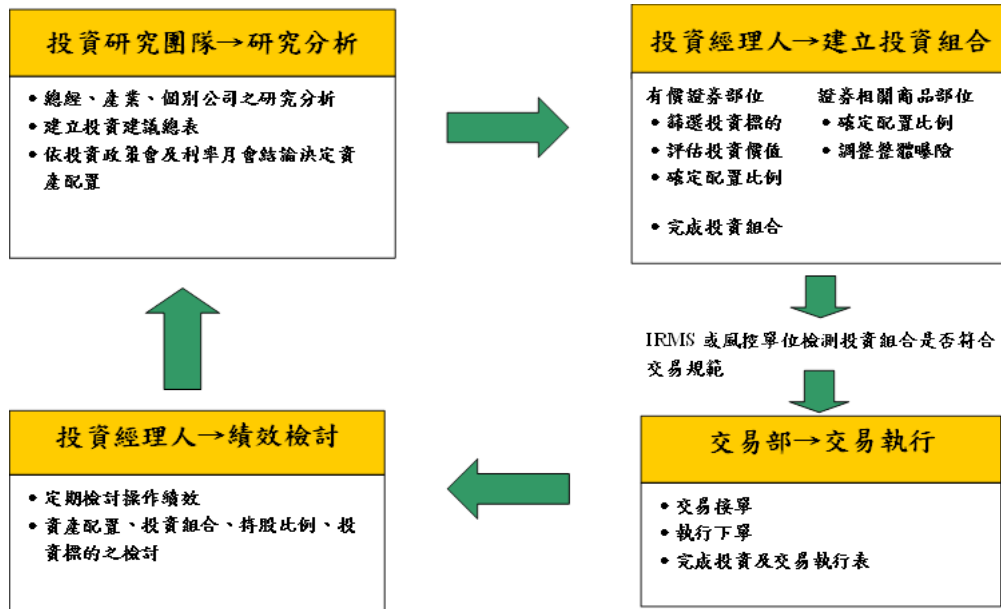 投資研究團隊→研究分析
• 總經、產業、個別公司之研究分析
• 建立投資建議總表
• 依投資政策會及利率月會結論決定資
產配置
投資經理人→建立投資組合
有價證券部位
• 篩選投資標的
• 評估投資價值
• 確定配置比例
• 完成投資組合
證券相關商品部位
• 確定配置比例
• 調整整體曝險
IRMS 或風控單位檢測投資組合是否符合
交易規範
交易部→交易執行
• 交易接單
• 執行下單
• 完成投資及交易執行表
投資經理人→績效檢討
• 定期檢討操作績效
• 資產配置、投資組合、持股比例、投
資標的之檢討